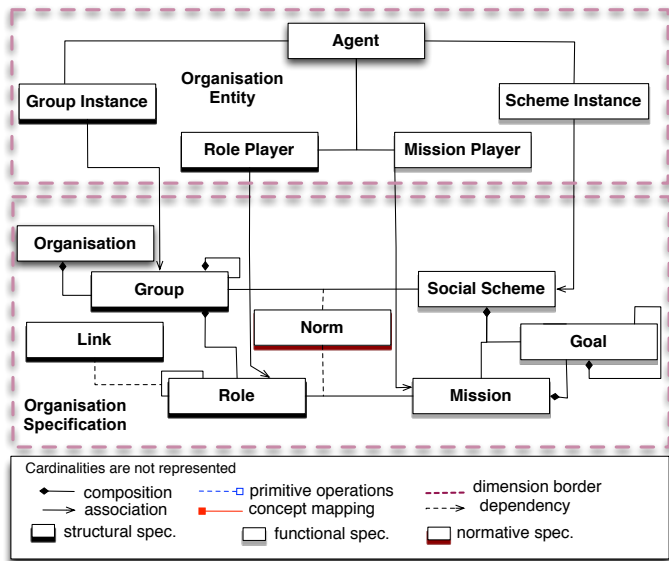 Agent
Organisation
Entity
Group Instance
Scheme Instance
Role Player
Mission Player
Organisation
Group
Social Scheme
Link
Norm
Goal
Role
Mission
Organisation
Specification
Cardinalities are not represented
composition
primitive operations
dimension border
association
concept mapping
dependency
structural spec.
functional spec.
normative spec.